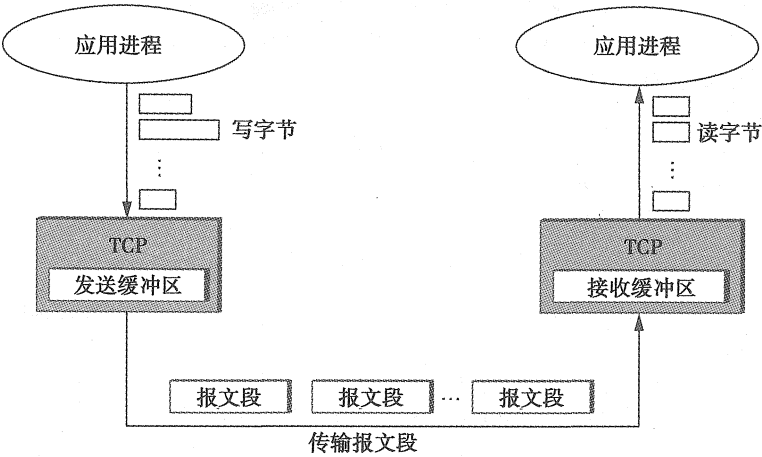 应用进程
应用进程
写字节
读字节
⋮
⋮
TCP
TCP
发送缓冲区
接收缓冲区
报文段
报文段
…
报文段
传输报文段